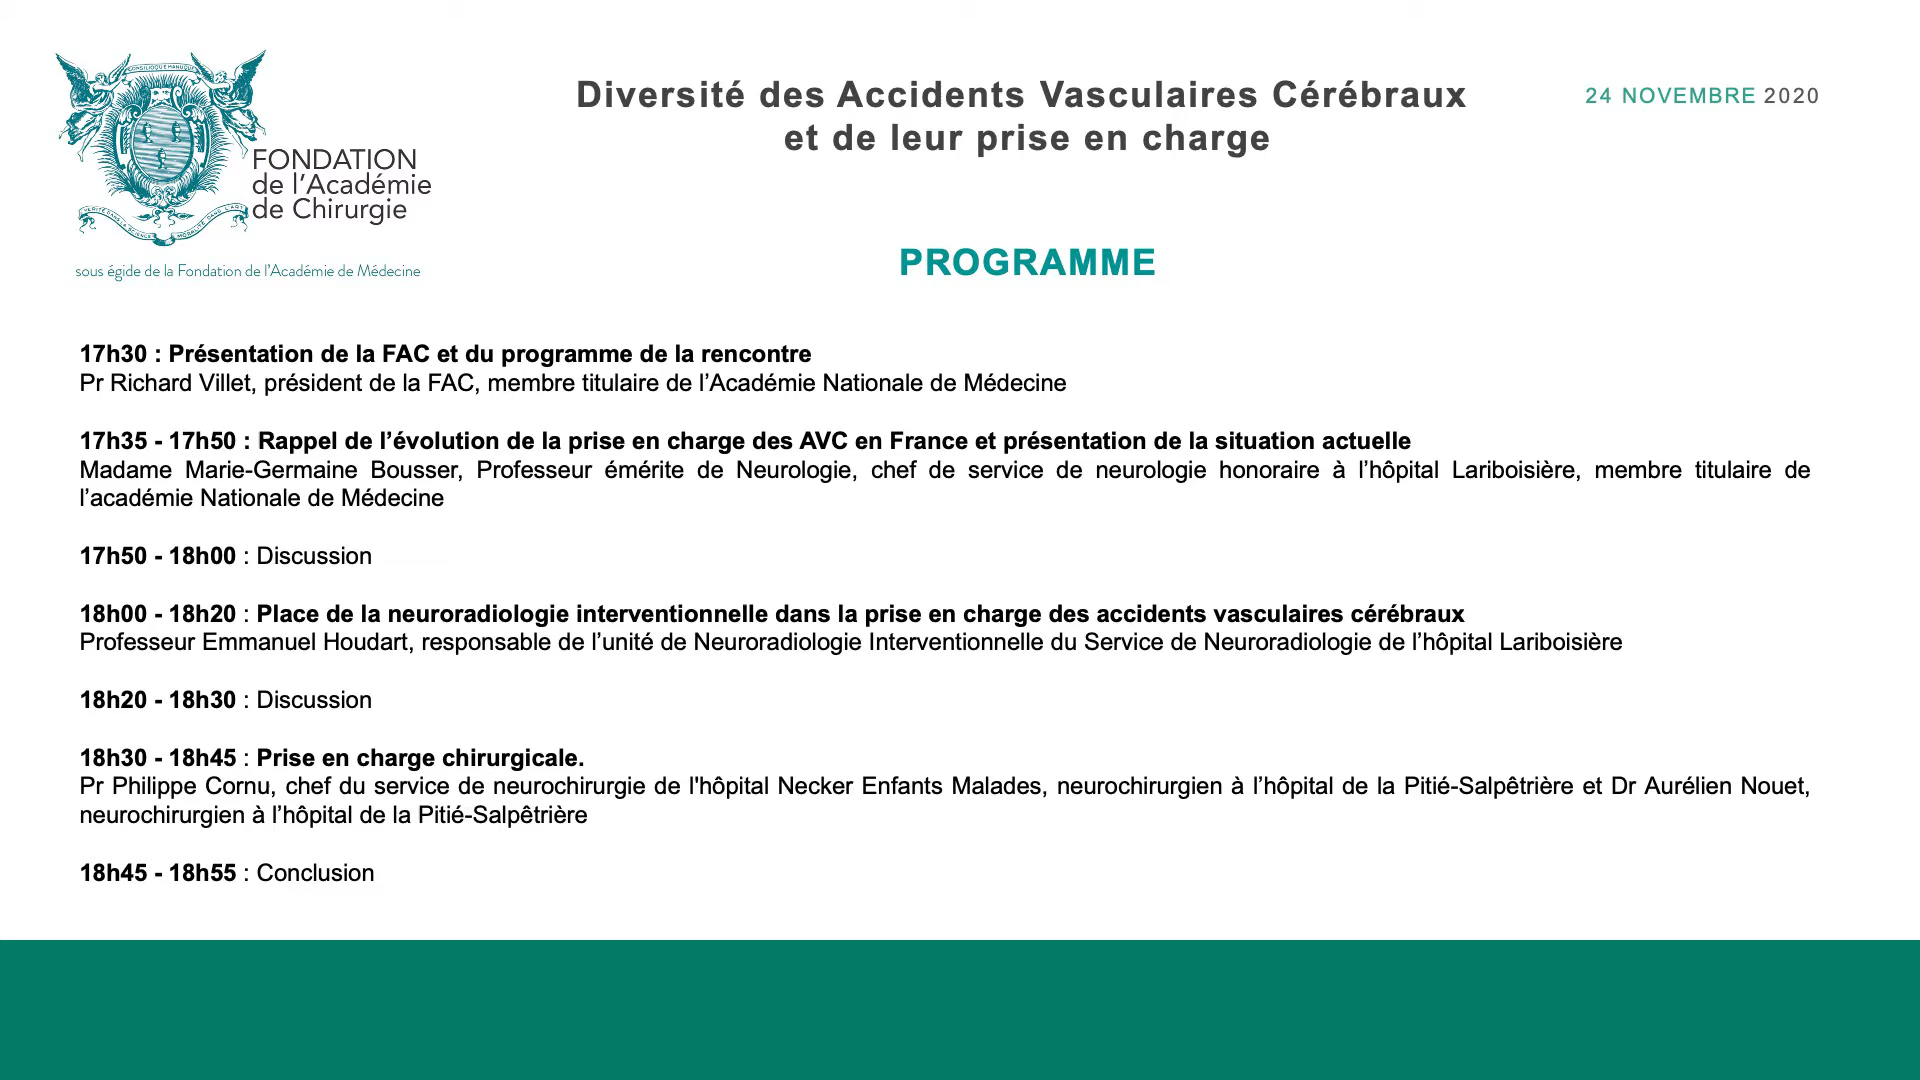 CONSILIOQUE MANUQUE
FONDATION
de l’Académie
de Chirurgie
VERITÉ DANS LA SCIENCE MORALITÉ DANS L'ART
sous égide de la Fondation de l’Académie de Médecine
Diversité des Accidents Vasculaires Cérébraux
et de leur prise en charge
24 NOVEMBRE 2020
PROGRAMME
17h30 : Présentation de la FAC et du programme de la rencontre
Pr Richard Villet, président de la FAC, membre titulaire de l’Académie Nationale de Médecine
17h35 - 17h50 : Rappel de l’évolution de la prise en charge des AVC en France et présentation de la situation actuelle
Madame Marie-Germaine Bousser, Professeur émérite de Neurologie, chef de service de neurologie honoraire à l’hôpital Lariboisière, membre titulaire de
l’académie Nationale de Médecine
17h50 - 18h00 : Discussion
18h00 - 18h20 : Place de la neuroradiologie interventionnelle dans la prise en charge des accidents vasculaires cérébraux
Professeur Emmanuel Houdart, responsable de l’unité de Neuroradiologie Interventionnelle du Service de Neuroradiologie de l’hôpital Lariboisière
18h20 - 18h30 : Discussion
18h30 - 18h45 : Prise en charge chirurgicale.
Pr Philippe Cornu, chef du service de neurochirurgie de l'hôpital Necker Enfants Malades, neurochirurgien à l’hôpital de la Pitié-Salpêtrière et Dr Aurélien Nouet,
neurochirurgien à l’hôpital de la Pitié-Salpêtrière
18h45 - 18h55 : Conclusion